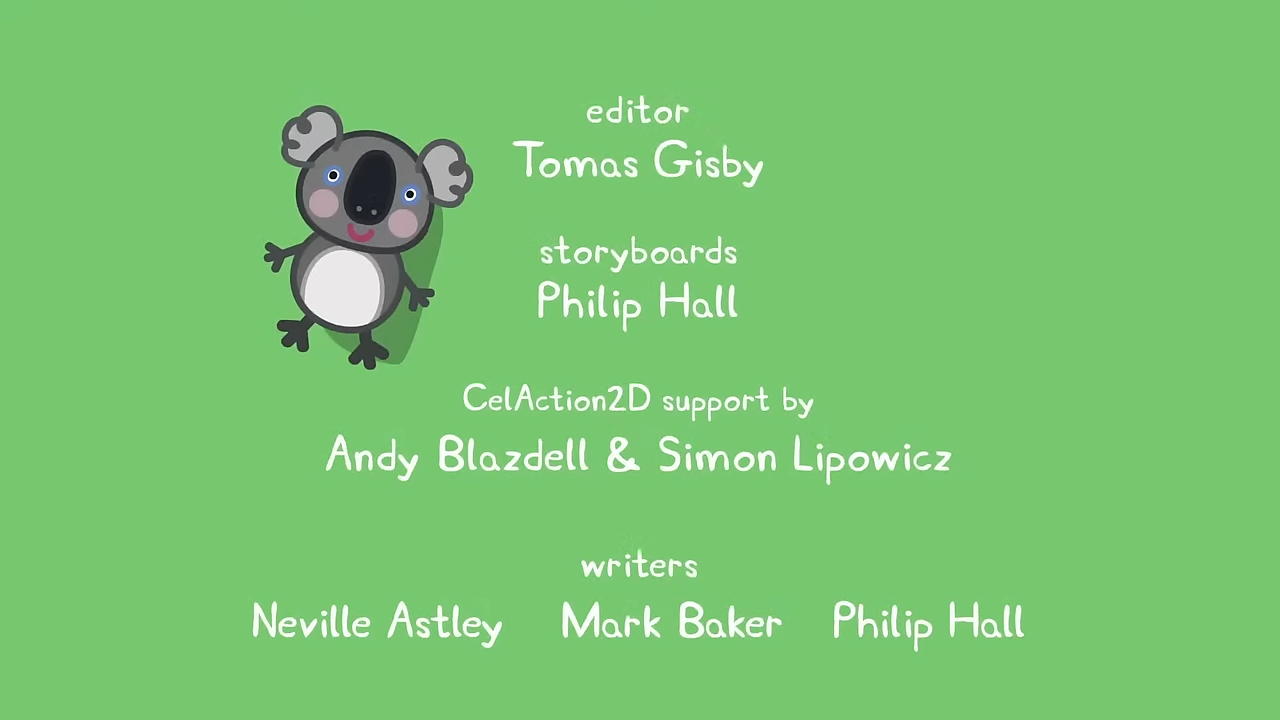 editor
Tomas Gisby
storyboards
Philip Hall
CelAction2D support by
Andy Blazdell & Simon Lipowicz
writers
Neville Astley Mark Baker Philip Hall